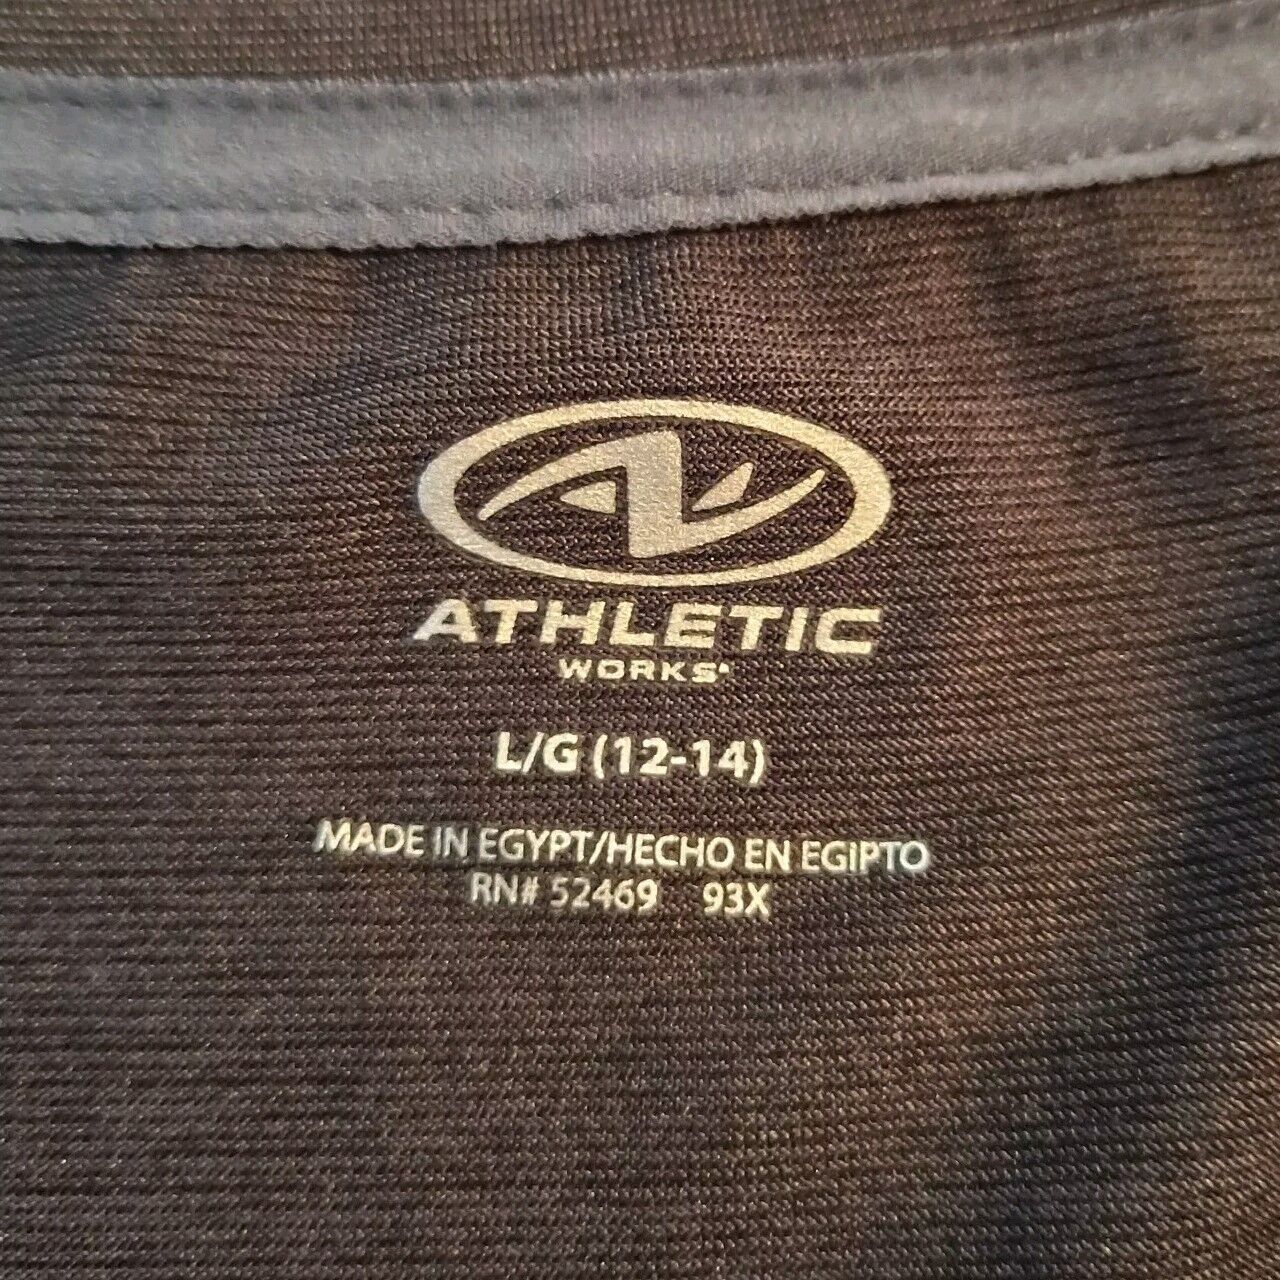 ATHLETIC
WORKS®
L/G (12-14)
MADE IN EGYPT/HECHO EN EGIPTO
RN# 52469 93X